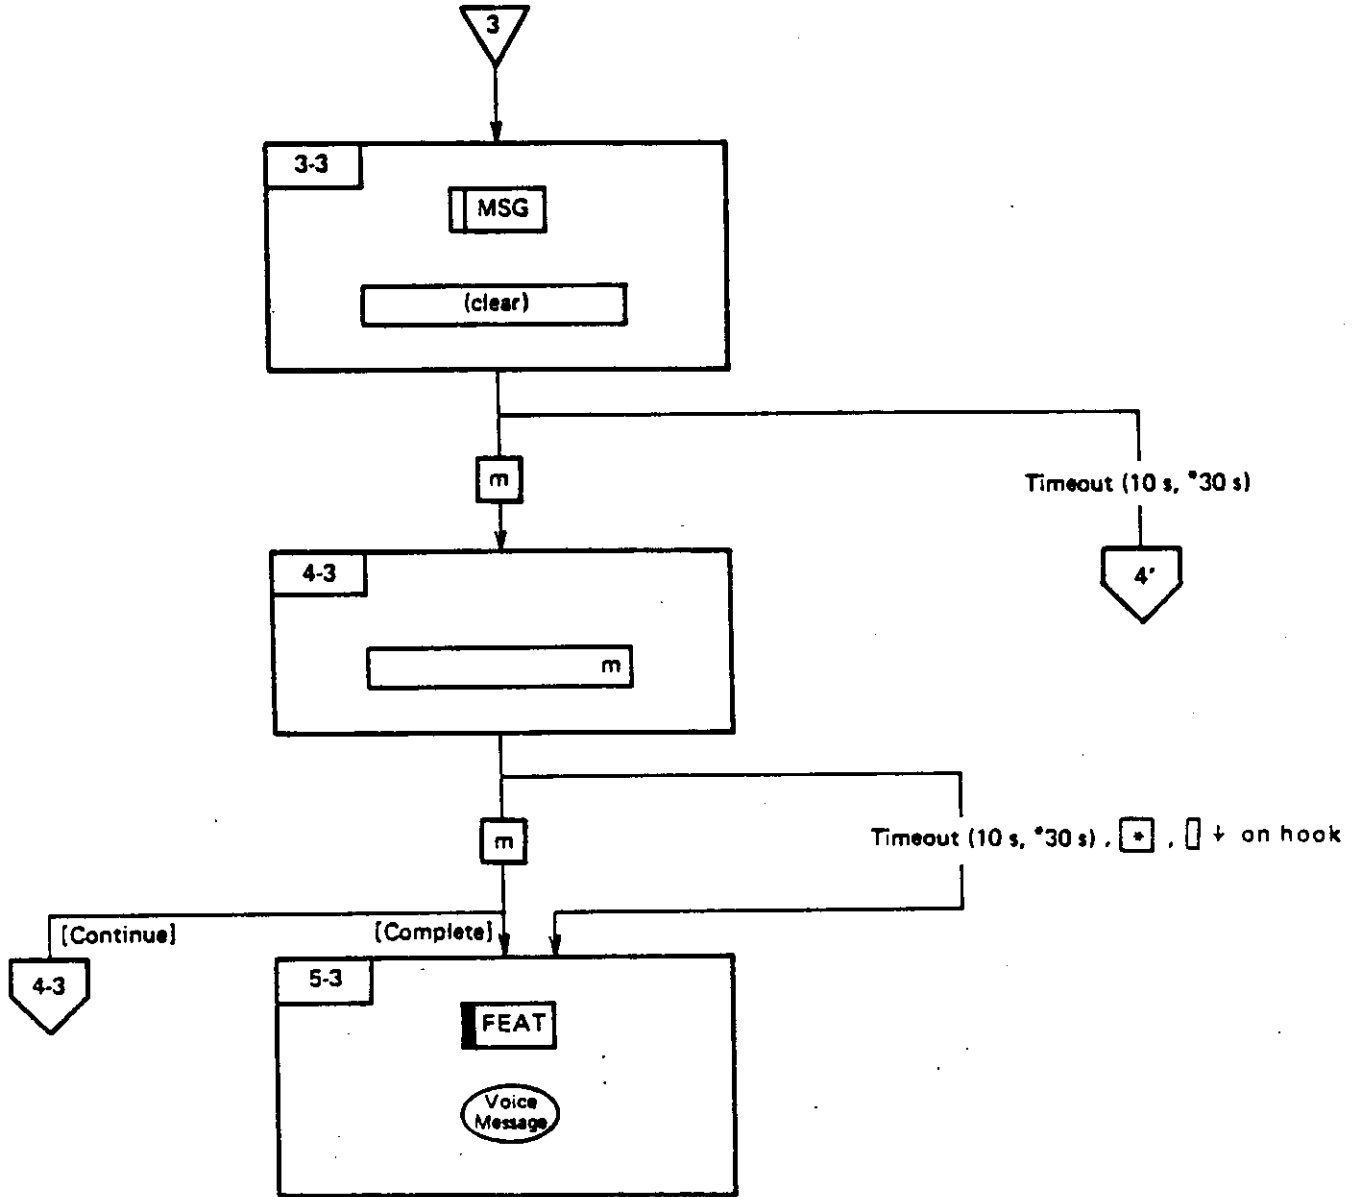 3
3-3
MSG
(clear)
m
Timeout (10 s, *30 s)
4'
4-3
m
m
Timeout (10 s, *30 s) , * , ↓ on hook
[Continue]
[Complete]
4-3
5-3
FEAT
Voice
Message